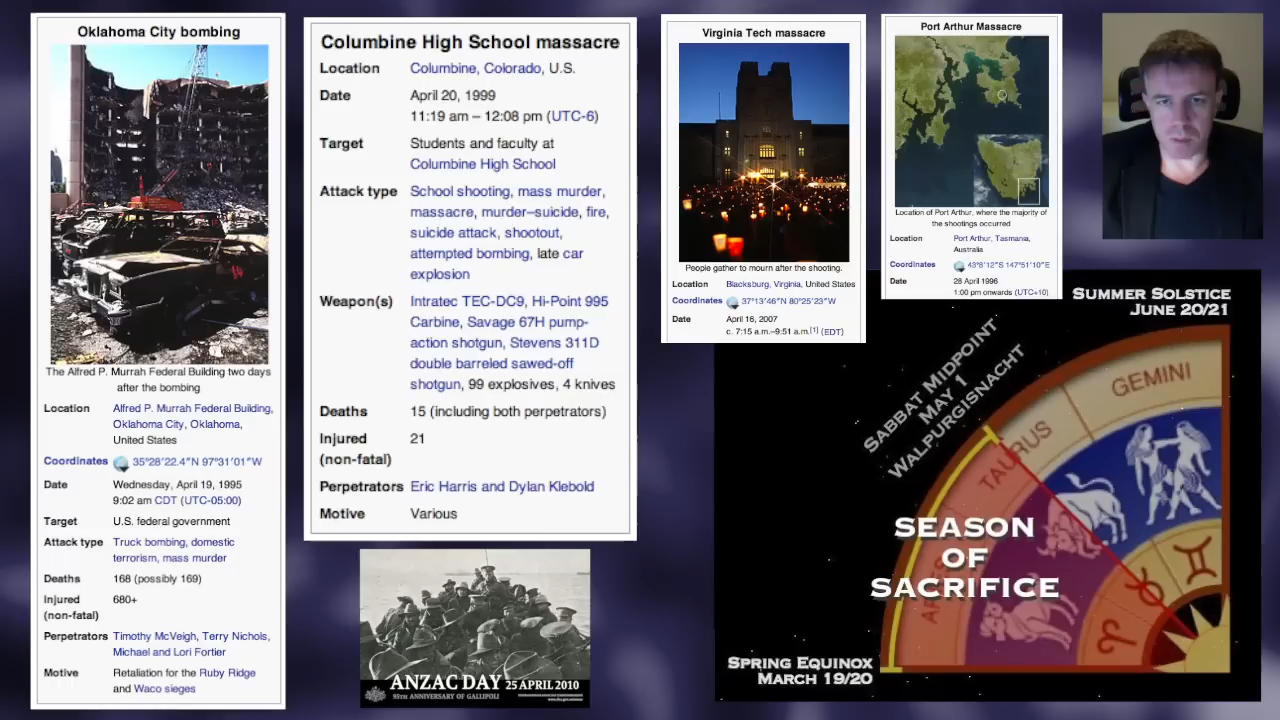 Oklahoma City bombing
The Alfred P. Murrah Federal Building two days
after the bombing
Location Alfred P. Murrah Federal Building,
Oklahoma City, Oklahoma,
United States
Coordinates 35°28′22.4″N 97°31′01″W
Date Wednesday, April 19, 1995
9:02 am CDT (UTC-05:00)
Target U.S. federal government
Attack type Truck bombing, domestic
terrorism, mass murder
Deaths 168 (possibly 169)
Injured 680+
(non-fatal)
Perpetrators Timothy McVeigh, Terry Nichols,
Michael and Lori Fortier
Motive Retaliation for the Ruby Ridge
and Waco sieges
Columbine High School massacre
Location Columbine, Colorado, U.S.
Date April 20, 1999
11:19 am – 12:08 pm (UTC-6)
Target Students and faculty at
Columbine High School
Attack type School shooting, mass murder,
massacre, murder–suicide, fire,
suicide attack, shootout,
attempted bombing, late car
explosion
Weapon(s) Intratec TEC-DC9, Hi-Point 995
Carbine, Savage 67H pump-
action shotgun, Stevens 311D
double barreled sawed-off
shotgun, 99 explosives, 4 knives
Deaths 15 (including both perpetrators)
Injured 21
(non-fatal)
Perpetrators Eric Harris and Dylan Klebold
Motive Various
ANZAC DAY 25 APRIL 2010
95TH ANNIVERSARY OF GALLIPOLI
Virginia Tech massacre
People gather to mourn after the shooting.
Location Blacksburg, Virginia, United States
Coordinates 37°13′46″N 80°25′23″W
Date April 16, 2007
c. 7:15 a.m.–9:51 a.m.[1] (EDT)
Port Arthur Massacre
Location of Port Arthur, where the majority of
the shootings occurred
Location Port Arthur, Tasmania,
Australia
Coordinates 43°8′12″S 147°51′10″E
Date 28 April 1996
1:00 pm onwards (UTC+10)
SUMMER SOLSTICE
JUNE 20/21
SABBAT MIDPOINT
MAY 1
WALPURGISNACHT
GEMINI
TAURUS
SEASON
OF
SACRIFICE
SPRING EQUINOX
MARCH 19/20